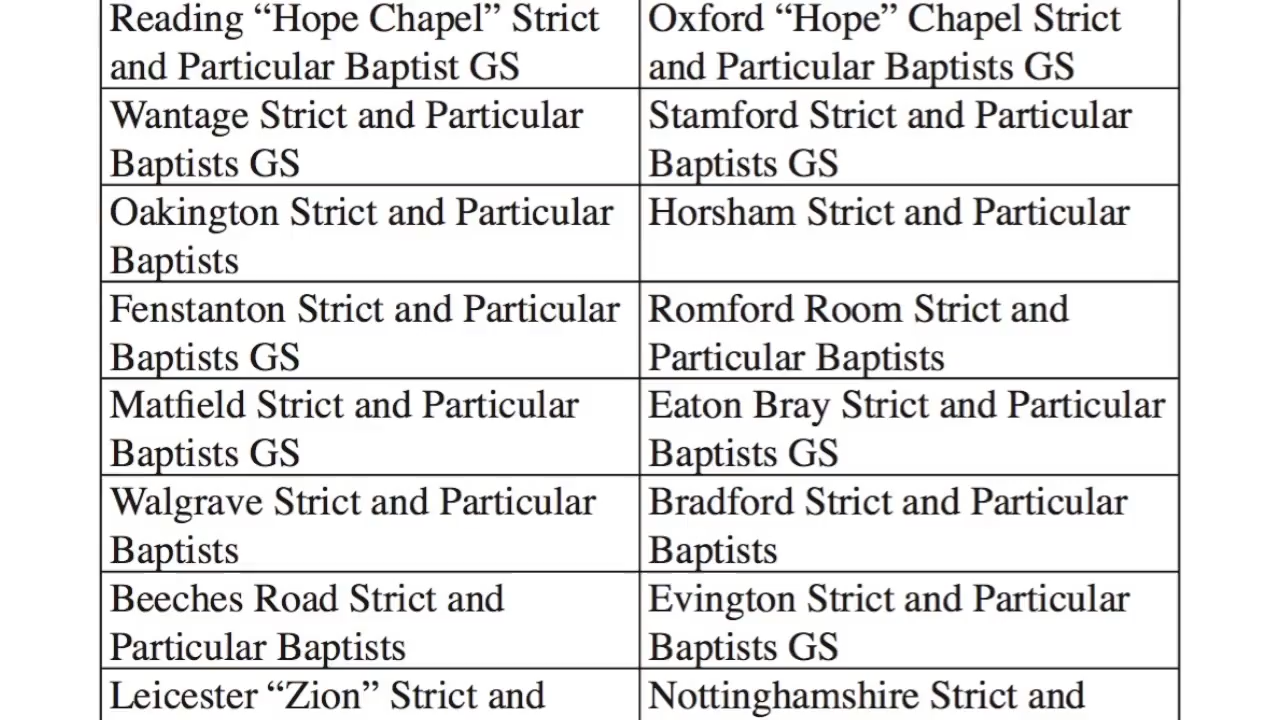 Reading “Hope Chapel” Strict
and Particular Baptist GS
Oxford “Hope” Chapel Strict
and Particular Baptists GS
Wantage Strict and Particular
Baptists GS
Stamford Strict and Particular
Baptists GS
Oakington Strict and Particular
Baptists
Horsham Strict and Particular
Fenstanton Strict and Particular
Baptists GS
Romford Room Strict and
Particular Baptists
Matfield Strict and Particular
Baptists GS
Eaton Bray Strict and Particular
Baptists GS
Walgrave Strict and Particular
Baptists
Bradford Strict and Particular
Baptists
Beeches Road Strict and
Particular Baptists
Evington Strict and Particular
Baptists GS
Leicester “Zion” Strict and
Nottinghamshire Strict and